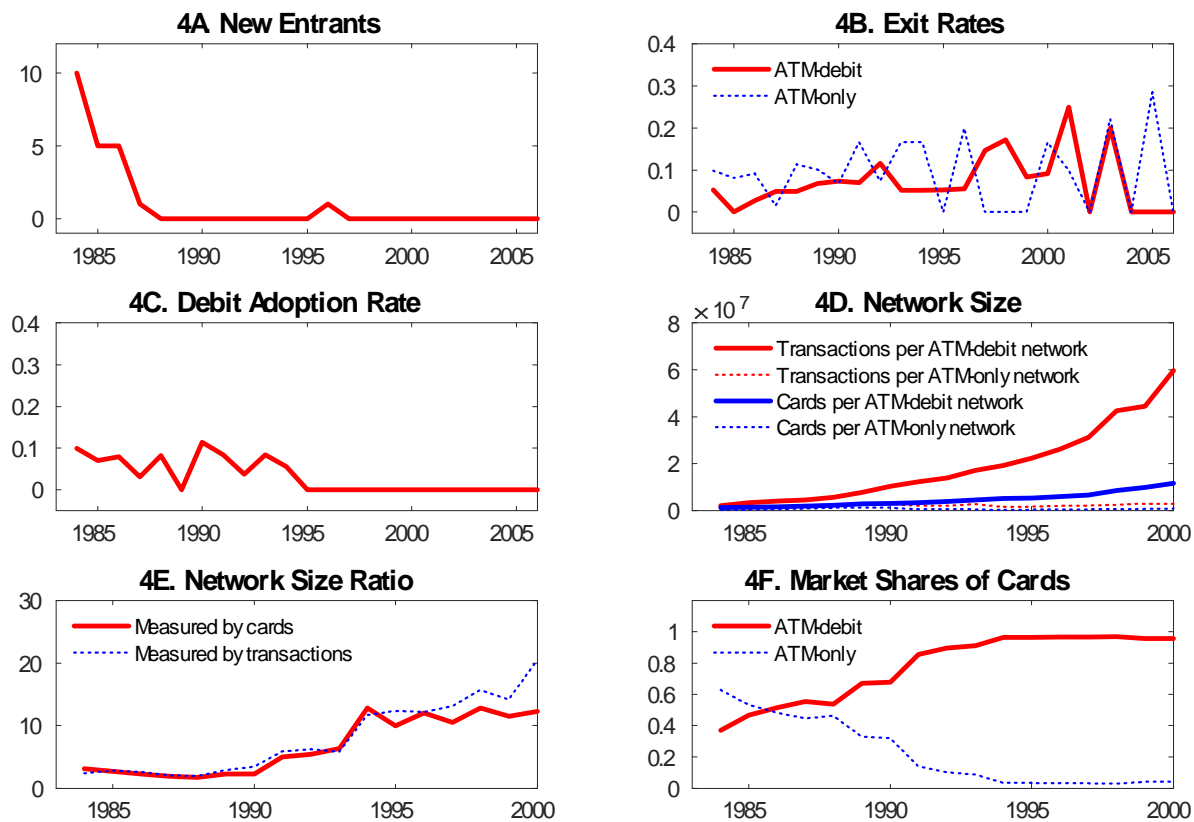 4A New Entrants
10
5
0
1985 1990 1995 2000 2005
4B. Exit Rates
0.4
0.3
0.2
0.1
0
ATM-debit
ATM-only
1985 1990 1995 2000 2005
4C. Debit Adoption Rate
0.4
0.3
0.2
0.1
0
1985 1990 1995 2000 2005
4D. Network Size
×10^7
8
6
4
2
0
Transactions per ATM-debit network
Transactions per ATM-only network
Cards per ATM-debit network
Cards per ATM-only network
1985 1990 1995 2000
4E. Network Size Ratio
30
20
10
0
Measured by cards
Measured by transactions
1985 1990 1995 2000
4F. Market Shares of Cards
1
0.8
0.6
0.4
0.2
0
ATM-debit
ATM-only
1985 1990 1995 2000